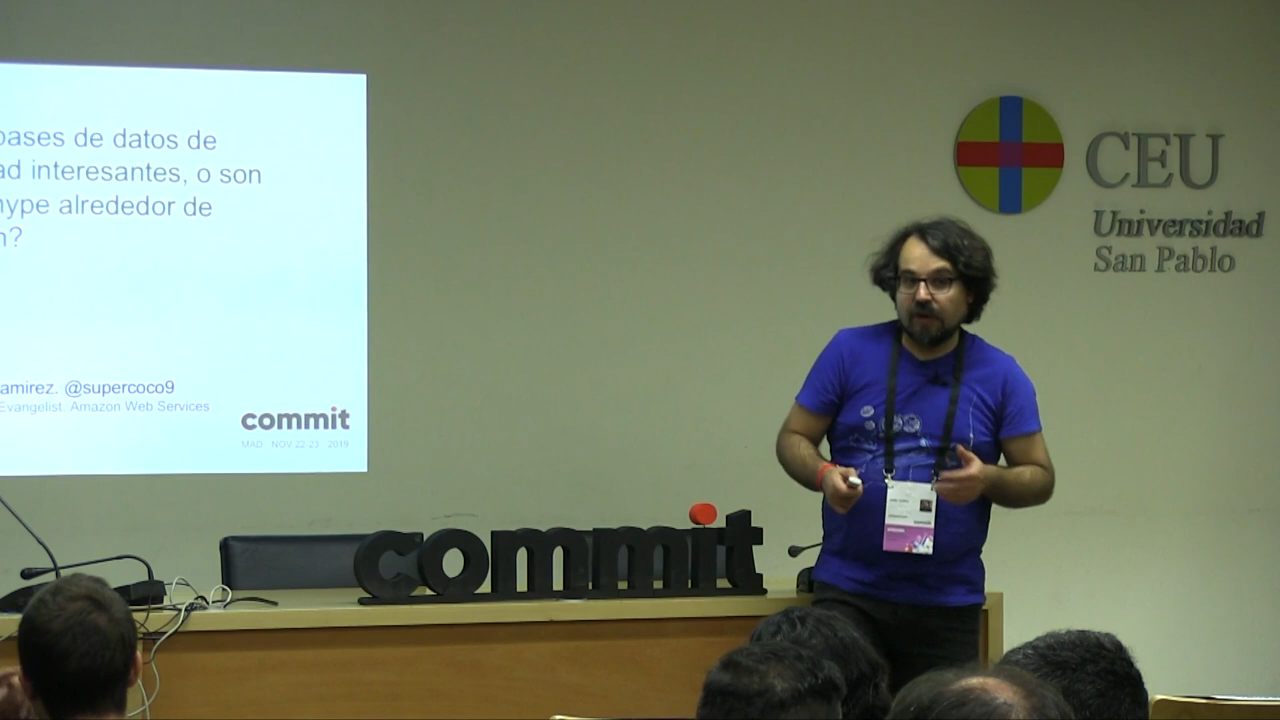 bases de datos de
ad interesantes, o son
hype alrededor de
n?
amirez. @supercoco9
Evangelist. Amazon Web Services
commit
MAD NOV 22-23 2019
CEU
Universidad
San Pablo
commit